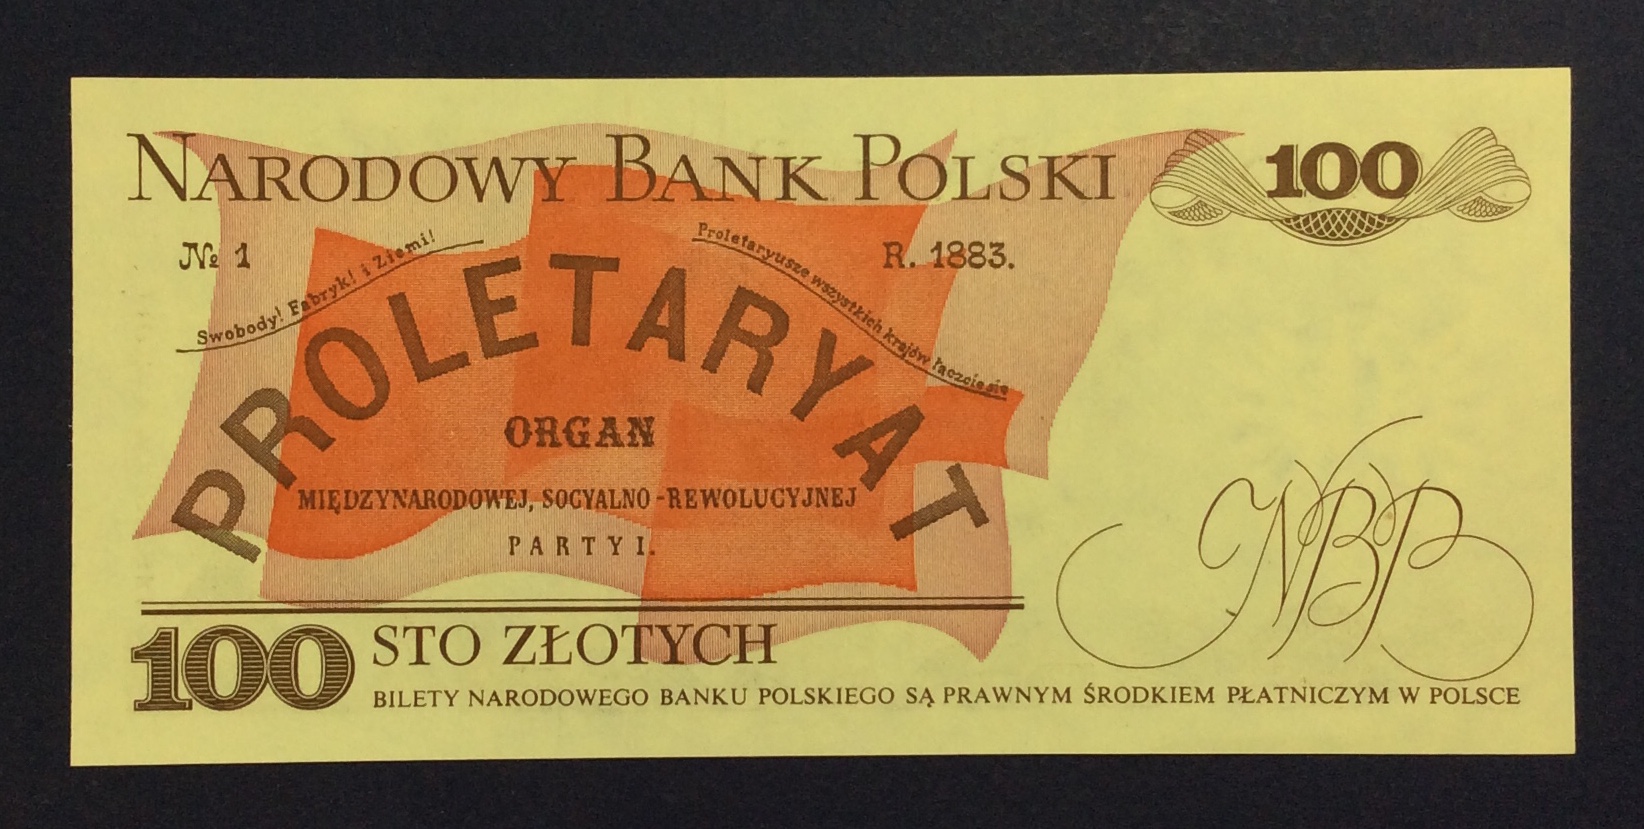 NARODOWY BANK POLSKI
100
№ 1
R. 1883.
Swobody! Fabryk! i Ziemi!
Proletaryusze wszystkich krajów łączcie się
PROLETARYAT
ORGAN
MIĘDZYNARODOWEJ, SOCYALNO-REWOLUCYJNEJ
PARTYI.
NBP
100
STO ZŁOTYCH
BILETY NARODOWEGO BANKU POLSKIEGO SĄ PRAWNYM ŚRODKIEM PŁATNICZYM W POLSCE